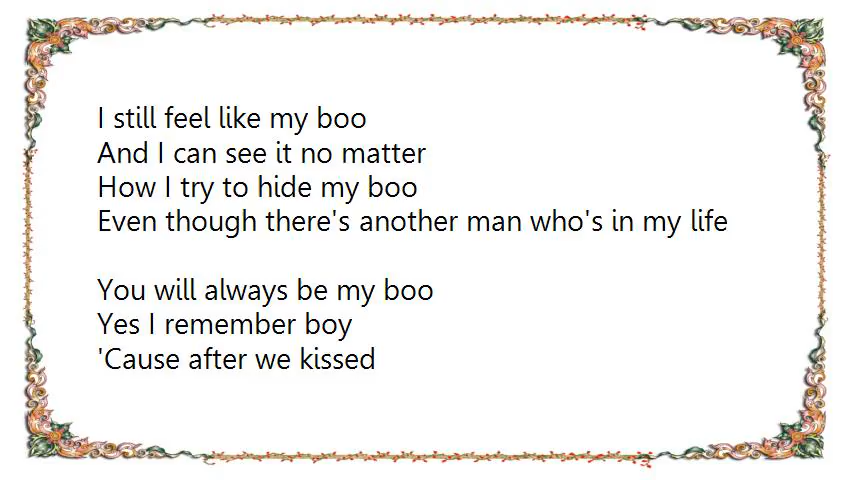 I still feel like my boo
And I can see it no matter
How I try to hide my boo
Even though there's another man who's in my life
You will always be my boo
Yes I remember boy
'Cause after we kissed